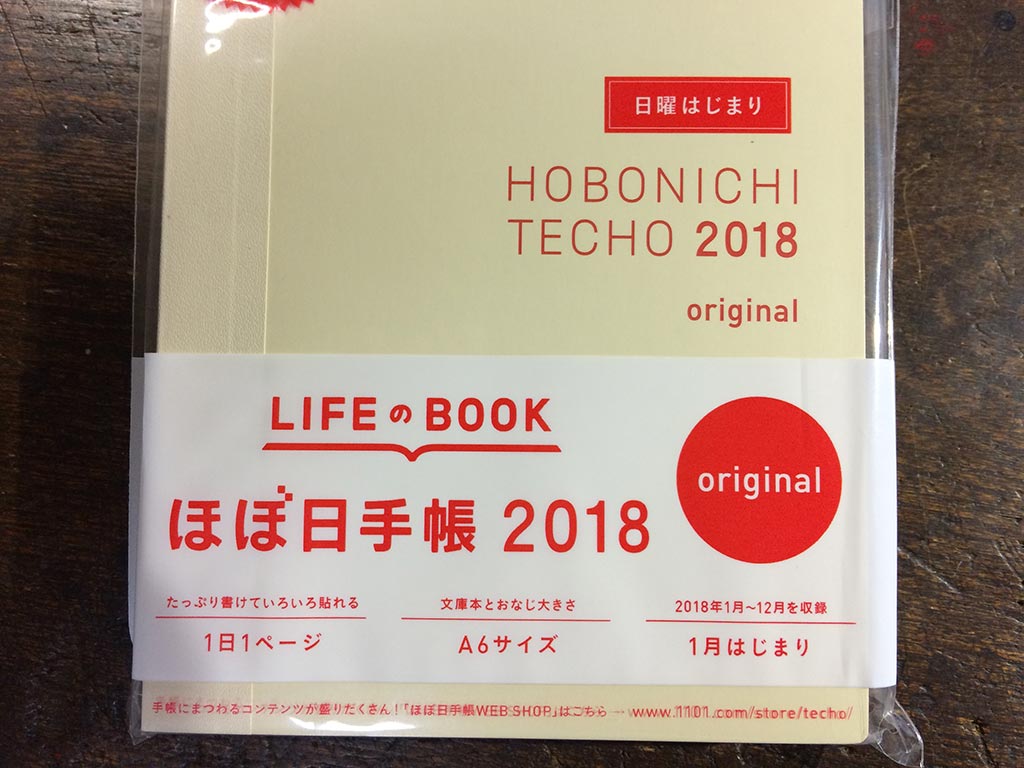 日曜はじまり
HOBONICHI
TECHO 2018
original
LIFEのBOOK
ほぼ日手帳 2018
original
たっぷり書けていろいろ貼れる
1日1ページ
文庫本とおなじ大きさ
A6サイズ
2018年1月〜12月を収録
1月はじまり
手帳にまつわるコンテンツが盛りだくさん!「ほぼ日手帳WEB SHOP」はこちら → www.1101.com/store/techo/